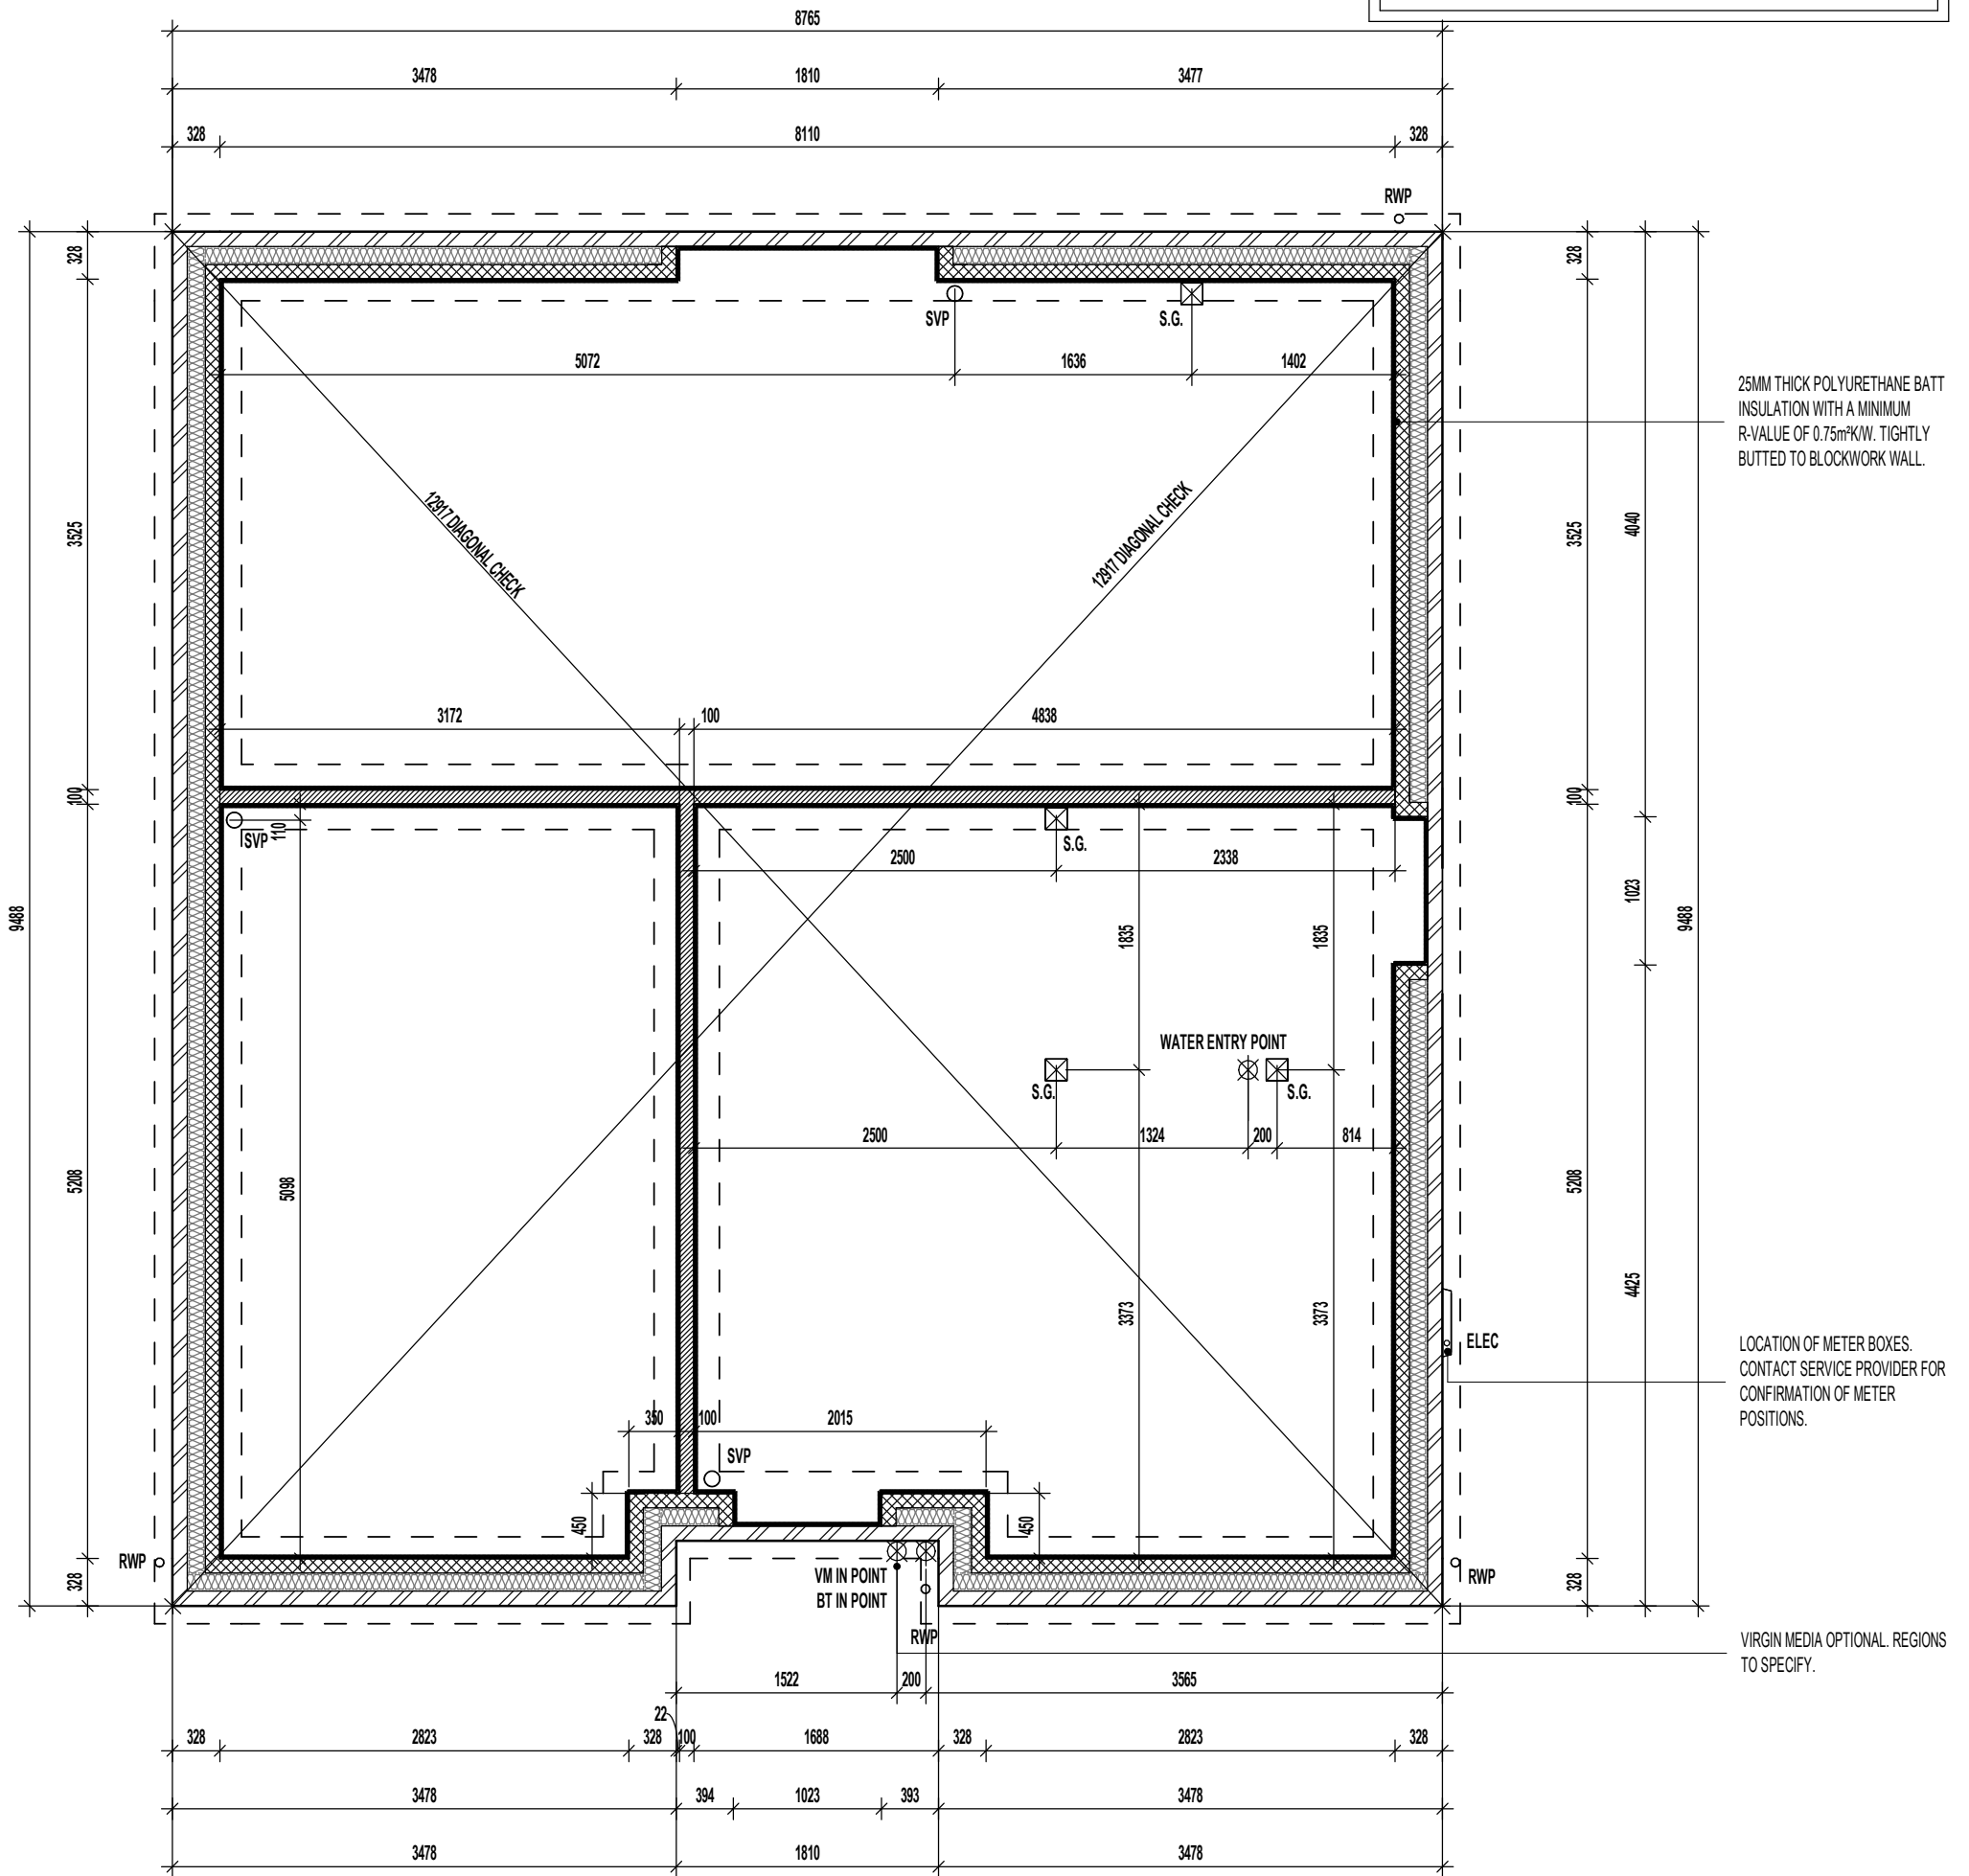 8765
3478 1810 3477
328 8110 328
RWP
328 328
SVP S.G.
5072 1636 1402
25MM THICK POLYURETHANE BATT
INSULATION WITH A MINIMUM
R-VALUE OF 0.75m²K/W. TIGHTLY
BUTTED TO BLOCKWORK WALL.
12917 DIAGONAL CHECK 12917 DIAGONAL CHECK
3525 3525 4040
3172 100 4838
100 100
SVP 110 S.G.
2500 2338
9488 1023 9488
1835 1835
WATER ENTRY POINT
S.G. S.G.
2500 1324 200 814
5208 5098 5208
4425
3373 3373
ELEC
LOCATION OF METER BOXES.
CONTACT SERVICE PROVIDER FOR
CONFIRMATION OF METER
POSITIONS.
350 100 2015
SVP
450 450
RWP RWP
328 328
VM IN POINT
BT IN POINT
RWP
VIRGIN MEDIA OPTIONAL. REGIONS
TO SPECIFY.
1522 200 3565
22
328 2823 328 100 1688 328 2823 328
3478 394 1023 393 3478
3478 1810 3478